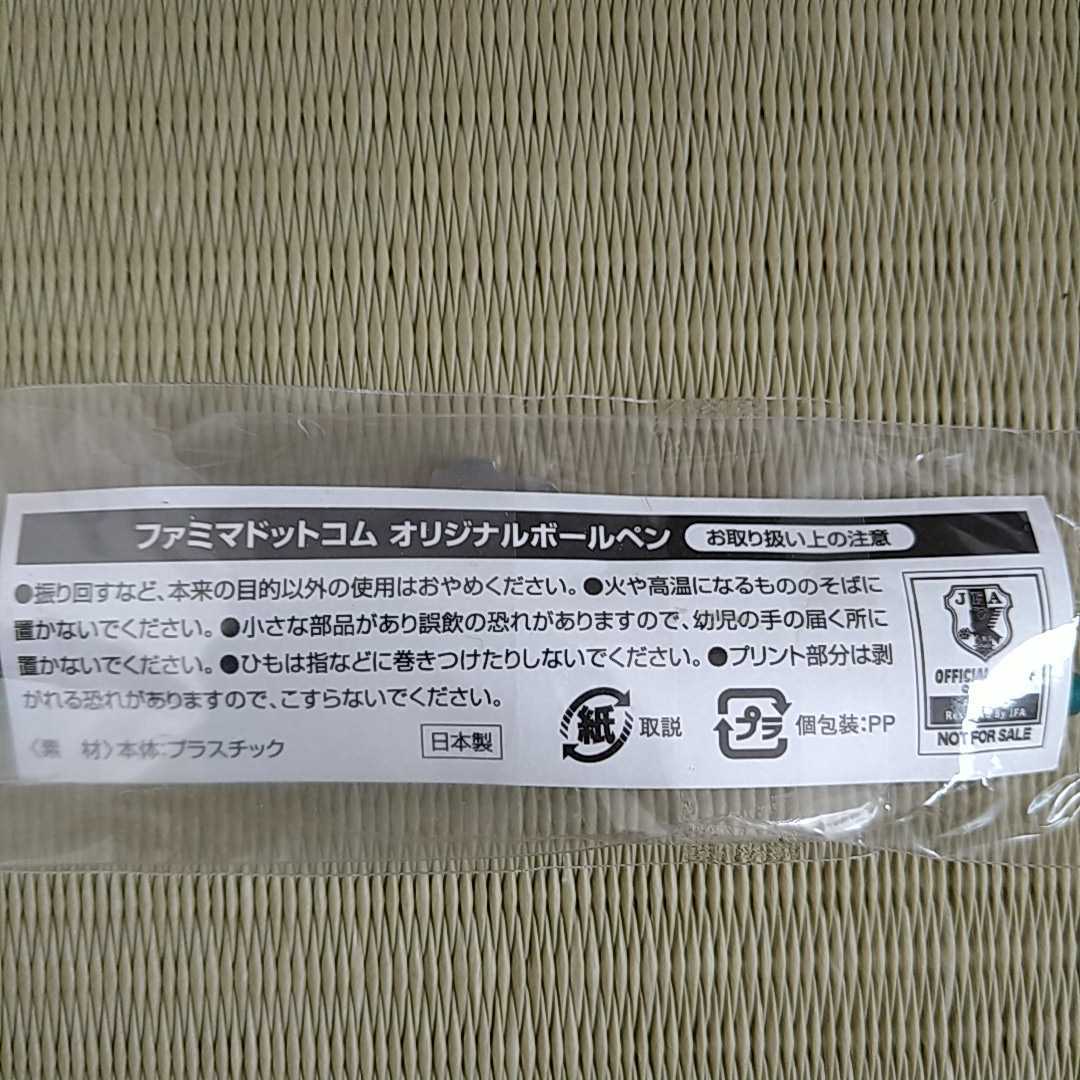 ファミマドットコム オリジナルボールペン お取り扱い上の注意
●振り回すなど、本来の目的以外の使用はおやめください。●火や高温になるもののそばに
置かないでください。●小さな部品があり誤飲の恐れがありますので、幼児の手の届く所に
置かないでください。●ひもは指などに巻きつけたりしないでください。●プリント部分は剥
がれる恐れがありますので、こすらないでください。
〈素 材〉本体:プラスチック
日本製
紙 取説
プラ 個包装:PP
JFA
by JFA
NOT FOR SALE